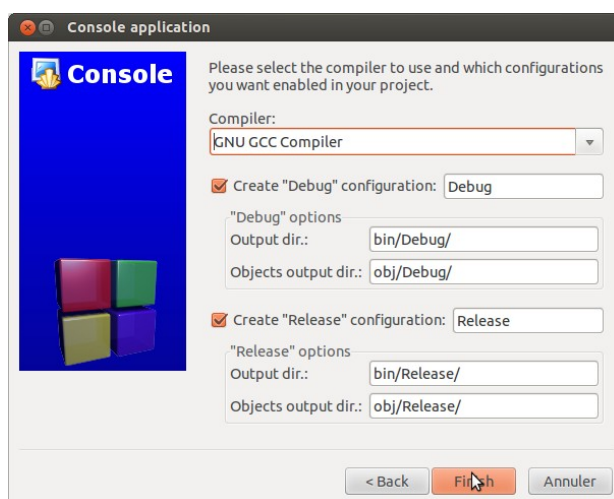 Console application
Console
Please select the compiler to use and which configurations
you want enabled in your project.
Compiler:
GNU GCC Compiler
Create "Debug" configuration: Debug
"Debug" options
Output dir.: bin/Debug/
Objects output dir.: obj/Debug/
Create "Release" configuration: Release
"Release" options
Output dir.: bin/Release/
Objects output dir.: obj/Release/
< Back Finish Annuler